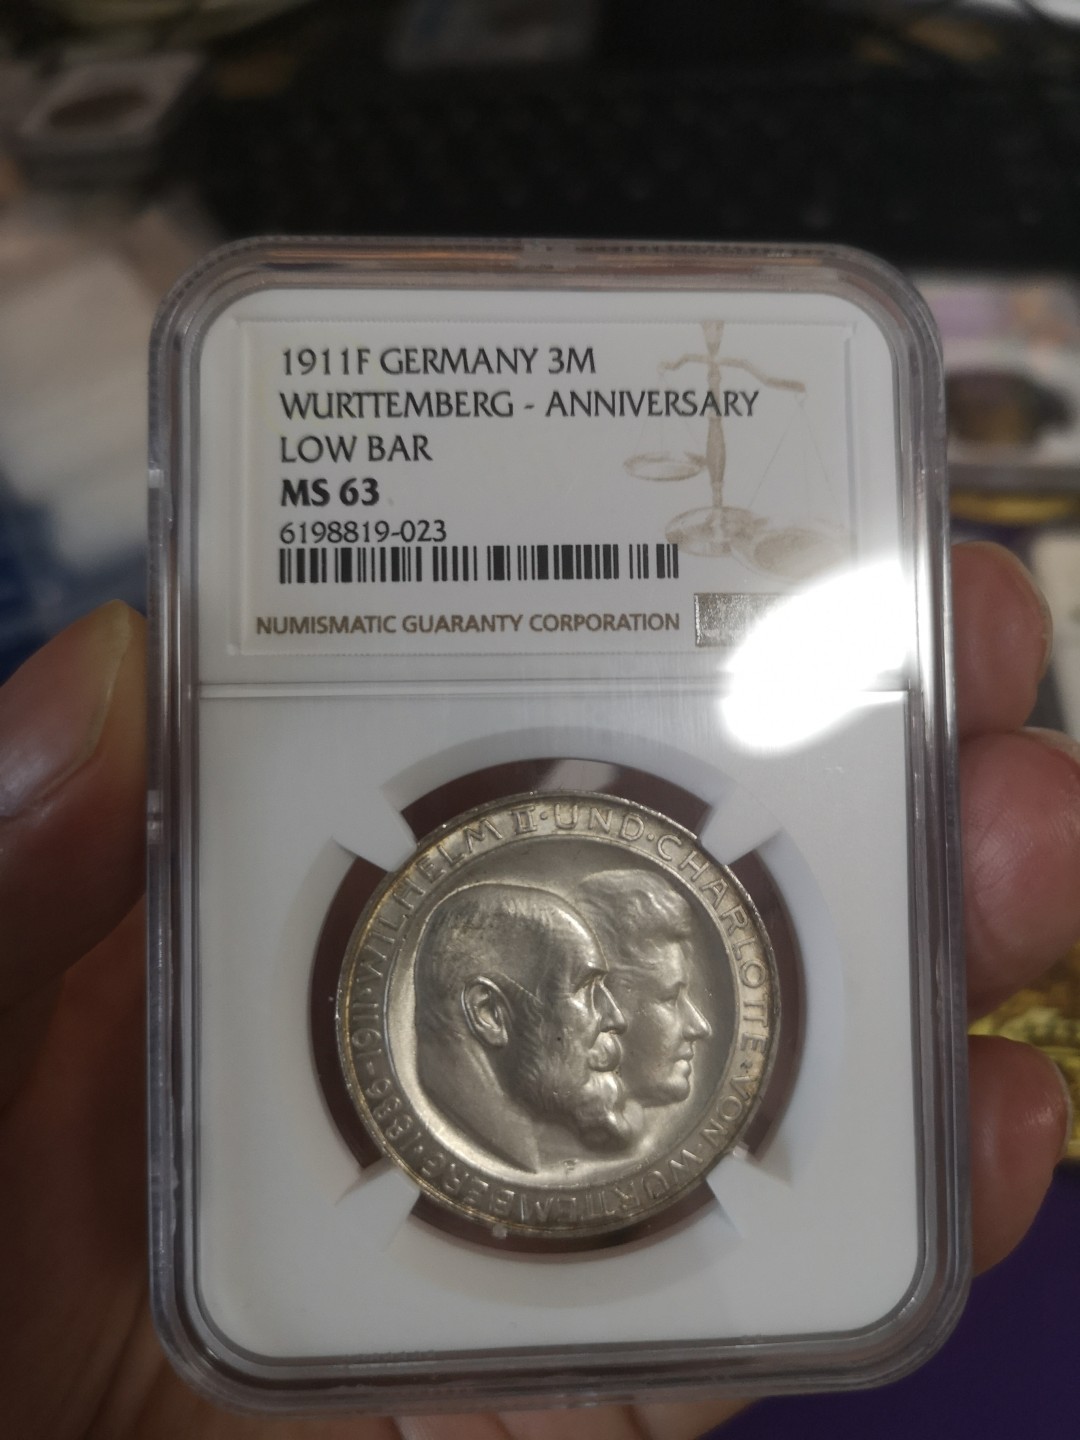 1911F GERMANY 3M
WURTTEMBERG - ANNIVERSARY
LOW BAR
MS 63
6198819-023
NUMISMATIC GUARANTY CORPORATION
WILHELM II·UND·CHARLOTTE·VON·WÜRTTEMBERG·1886-1911·
F